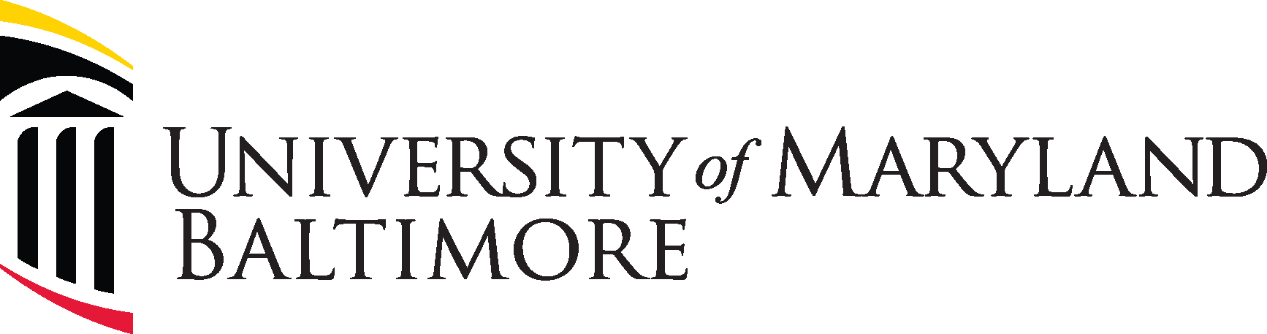 UNIVERSITY of MARYLAND
BALTIMORE